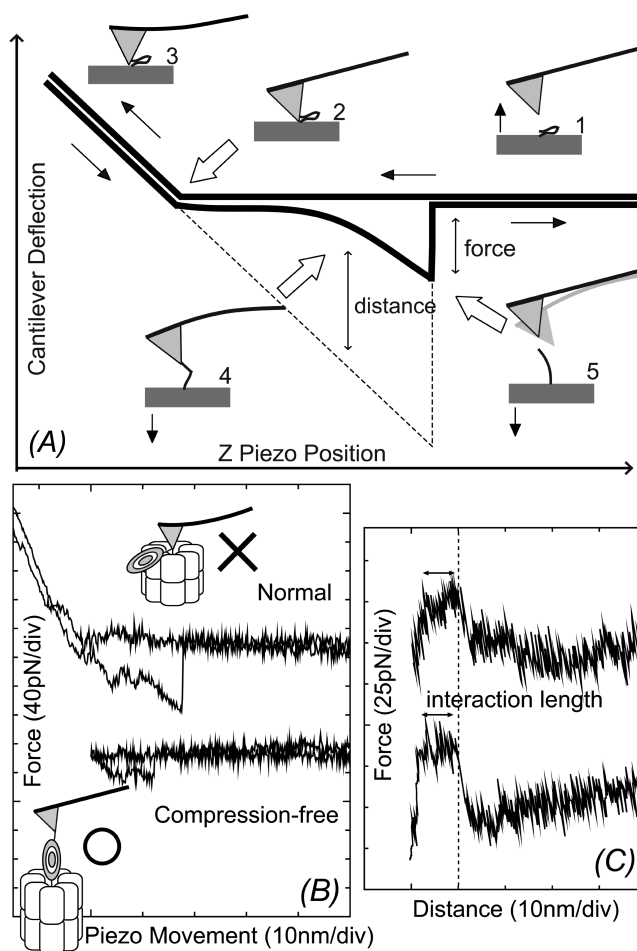 3
2
1
Cantilever Deflection
force
distance
4
5
(A)
Z Piezo Position
Normal
Force (40pN/div)
Compression-free
(B)
Piezo Movement (10nm/div)
Force (25pN/div)
interaction length
(C)
Distance (10nm/div)